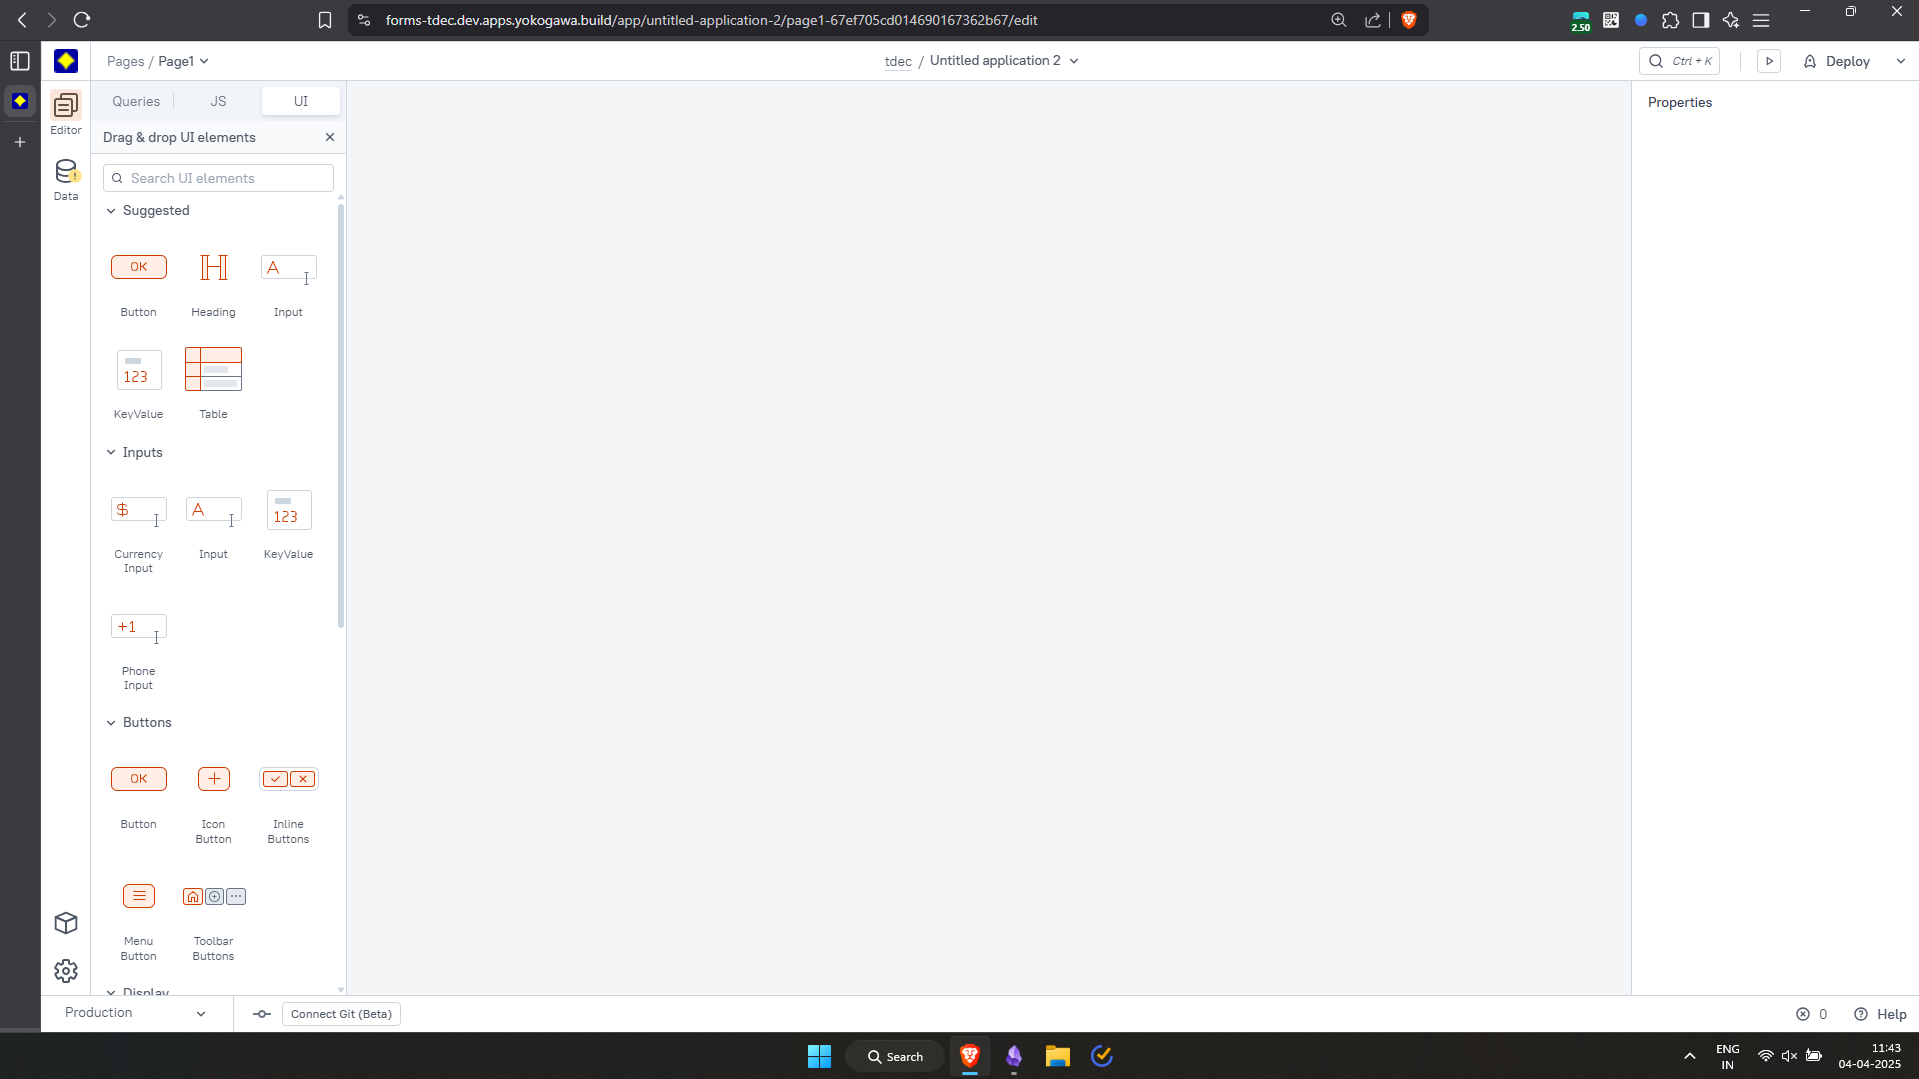 forms-tdec.dev.apps.yokogawa.build/app/untitled-application-2/page1-67ef705cd014690167362b67/edit
2.50
Pages / Page1
tdec / Untitled application 2
Ctrl + K
Deploy
Editor
Data
Queries
JS
UI
Drag & drop UI elements
Search UI elements
Suggested
OK
A
Button
Heading
Input
123
KeyValue
Table
Inputs
$
A
123
Currency
Input
Input
KeyValue
+1
Phone
Input
Buttons
OK
Button
Icon
Button
Inline
Buttons
Menu
Button
Toolbar
Buttons
Display
Properties
Production
Connect Git (Beta)
0
Help
Search
ENG
IN
11:43
04-04-2025